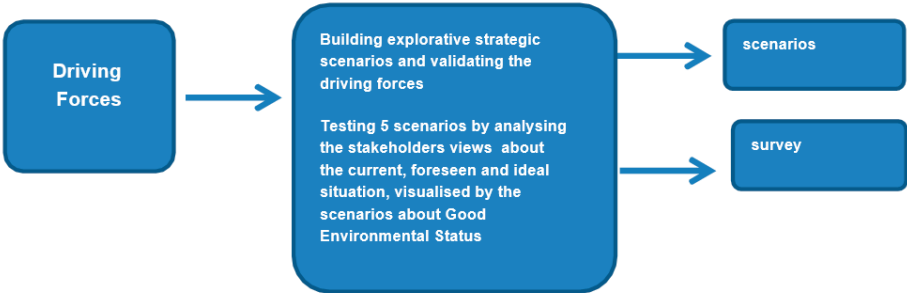 Driving
Forces
Building explorative strategic
scenarios and validating the
driving forces
Testing 5 scenarios by analysing
the stakeholders views about
the current, foreseen and ideal
situation, visualised by the
scenarios about Good
Environmental Status
scenarios
survey